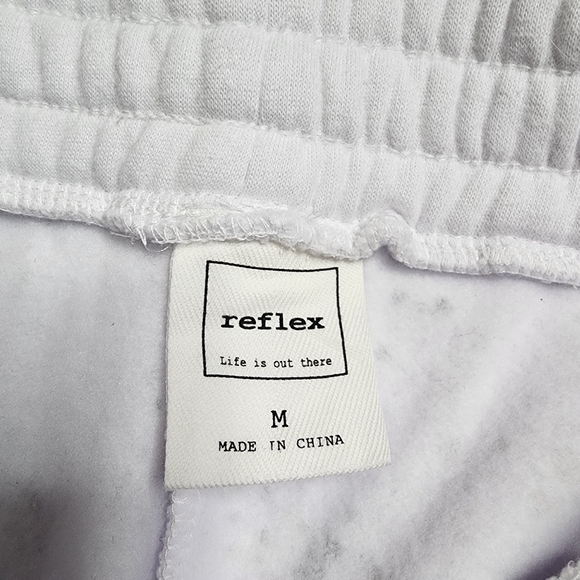 reflex
Life is out there
M
MADE IN CHINA